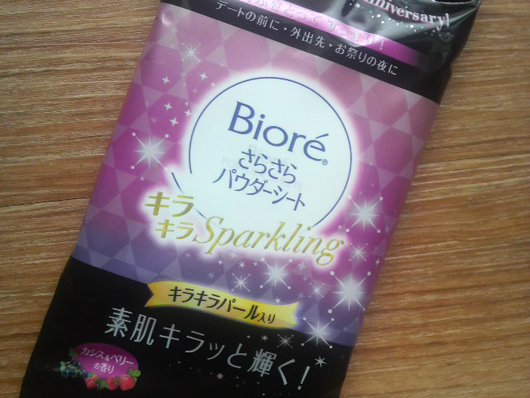 Anniversary!
デートの前に・外出先・お祭りの夜に
Bioré
さらさら
パウダーシート
キラ
キラ Sparkling
キラキラパール入り
素肌キラッと輝く!
カシス&ベリー
の香り